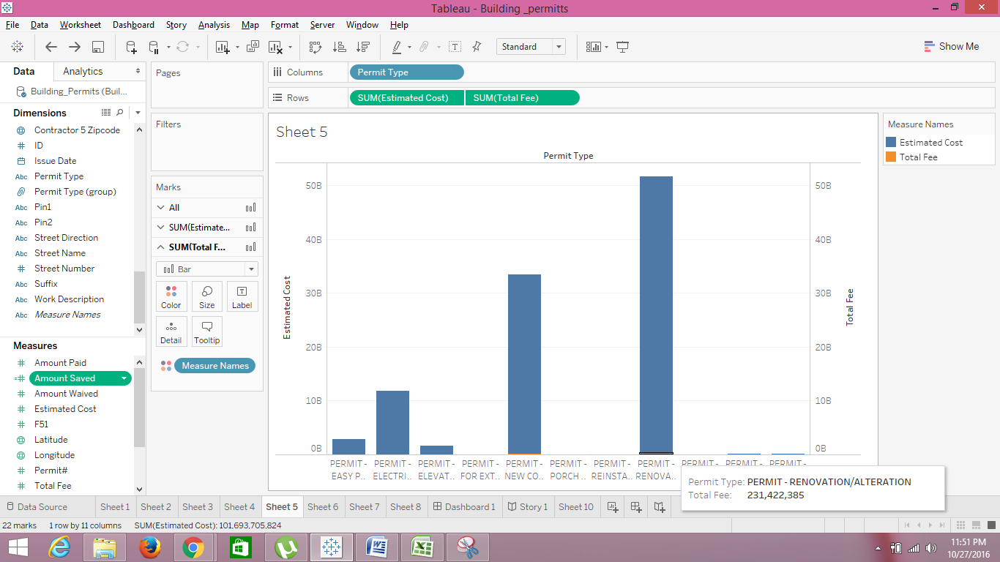 Tableau - Building _permitts
File Data Worksheet Dashboard Story Analysis Map Format Server Window Help
Standard
Show Me
Data Analytics
Building_Permits (Buil...
Dimensions
Contractor 5 Zipcode
ID
Issue Date
Abc Permit Type
Permit Type (group)
Abc Pin1
Abc Pin2
Abc Street Direction
Abc Street Name
Street Number
Abc Suffix
Abc Work Description
Abc Measure Names
Measures
Amount Paid
Amount Saved
Amount Waived
Estimated Cost
F51
Latitude
Longitude
Permit#
Total Fee
Pages
Filters
Marks
All
SUM(Estimate...
SUM(Total F...
Bar
Color Size Label
Detail Tooltip
Measure Names
Columns Permit Type
Rows SUM(Estimated Cost) SUM(Total Fee)
Sheet 5
Permit Type
Estimated Cost
50B
40B
30B
20B
10B
0B
50B
40B
30B
20B
10B
0B
Total Fee
PERMIT - EASY P..
PERMIT - ELECTRI..
PERMIT - ELEVAT..
PERMIT - FOR EXT..
PERMIT - NEW CO..
PERMIT - PORCH ..
PERMIT - REINSTA..
PERMIT - RENOVA..
PERMIT -
PERMIT -
PERMIT -
Permit Type: PERMIT - RENOVATION/ALTERATION
Total Fee: 231,422,385
Measure Names
Estimated Cost
Total Fee
Data Source Sheet 1 Sheet 2 Sheet 3 Sheet 4 Sheet 5 Sheet 6 Sheet 7 Sheet 8 Dashboard 1 Story 1 Sheet 10
22 marks 1 row by 11 columns SUM(Estimated Cost): 101,693,705,824
11:51 PM
10/27/2016